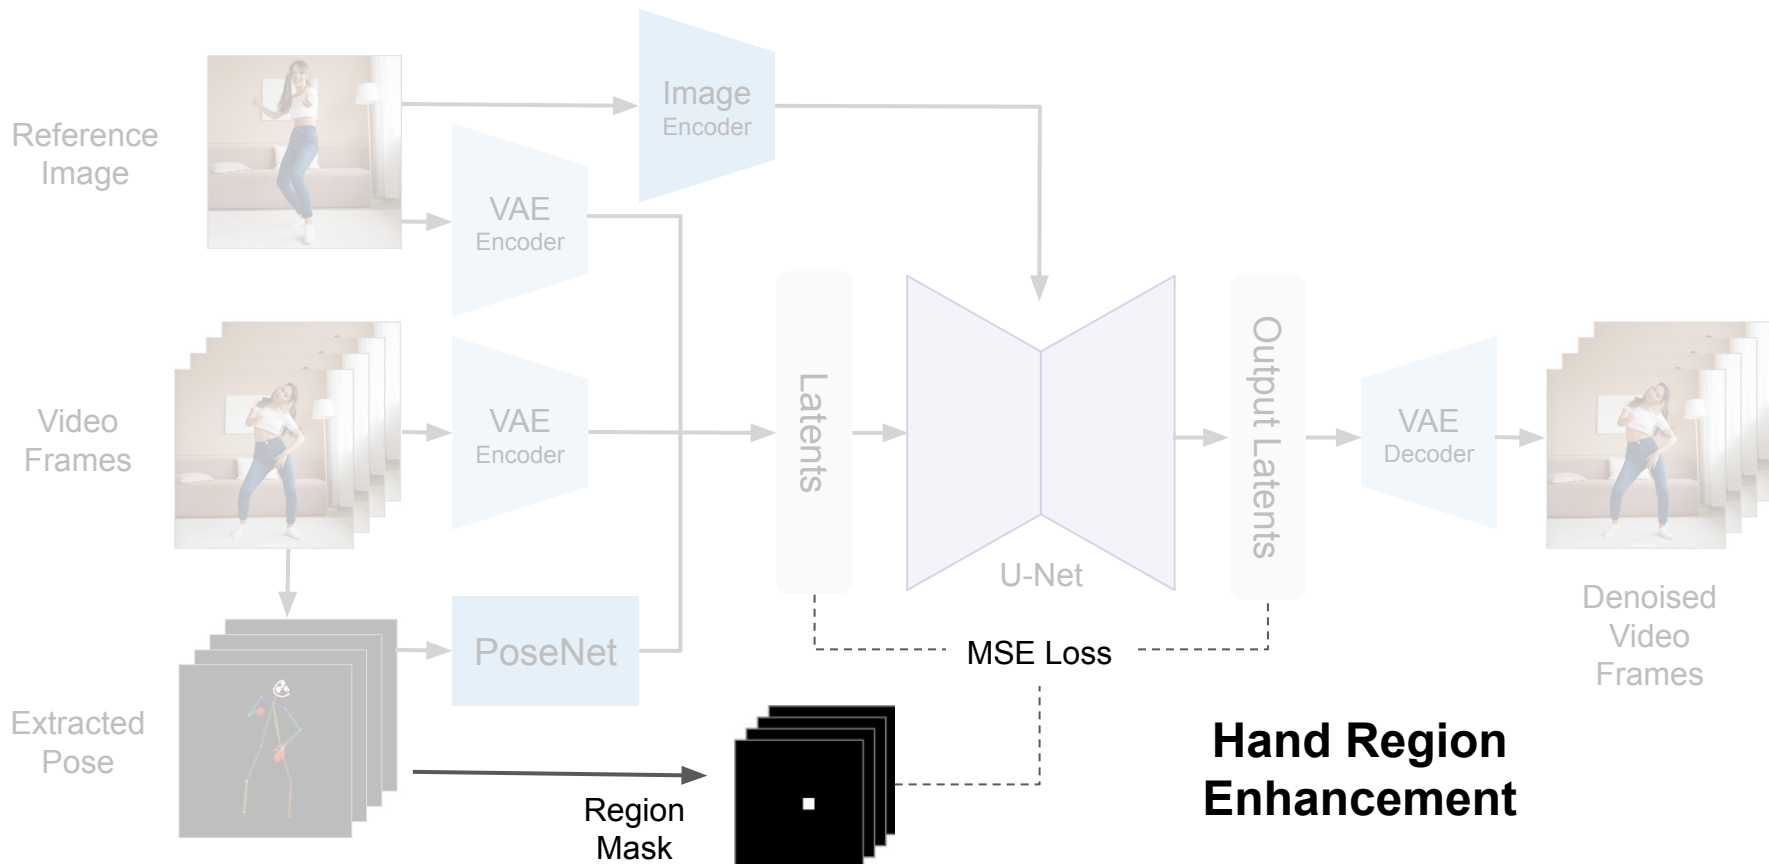 Reference
Image
Image
Encoder
VAE
Encoder
Video
Frames
VAE
Encoder
Latents
U-Net
Output Latents
VAE
Decoder
Denoised
Video
Frames
Extracted
Pose
PoseNet
MSE Loss
Region
Mask
Hand Region
Enhancement